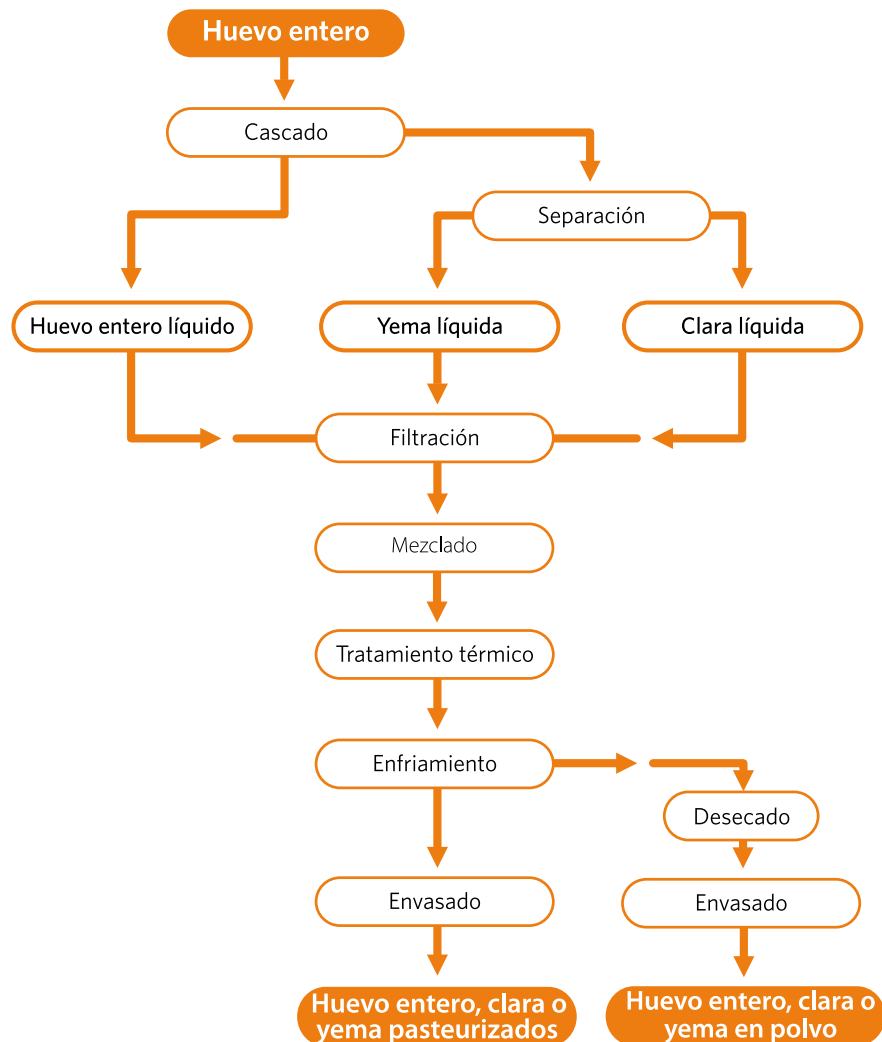 Huevo entero
Cascado
Separación
Huevo entero líquido
Yema líquida
Clara líquida
Filtración
Mezclado
Tratamiento térmico
Enfriamiento
Desecado
Envasado
Envasado
Huevo entero, clara o
yema pasteurizados
Huevo entero, clara o
yema en polvo